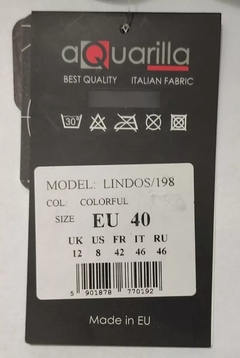 aQuarilla
BEST QUALITY ITALIAN FABRIC
30°
MODEL: LINDOS/198
COL: COLORFUL
SIZE EU 40
UK US FR IT RU
12 8 42 46 46
5 901878 770192
Made in EU